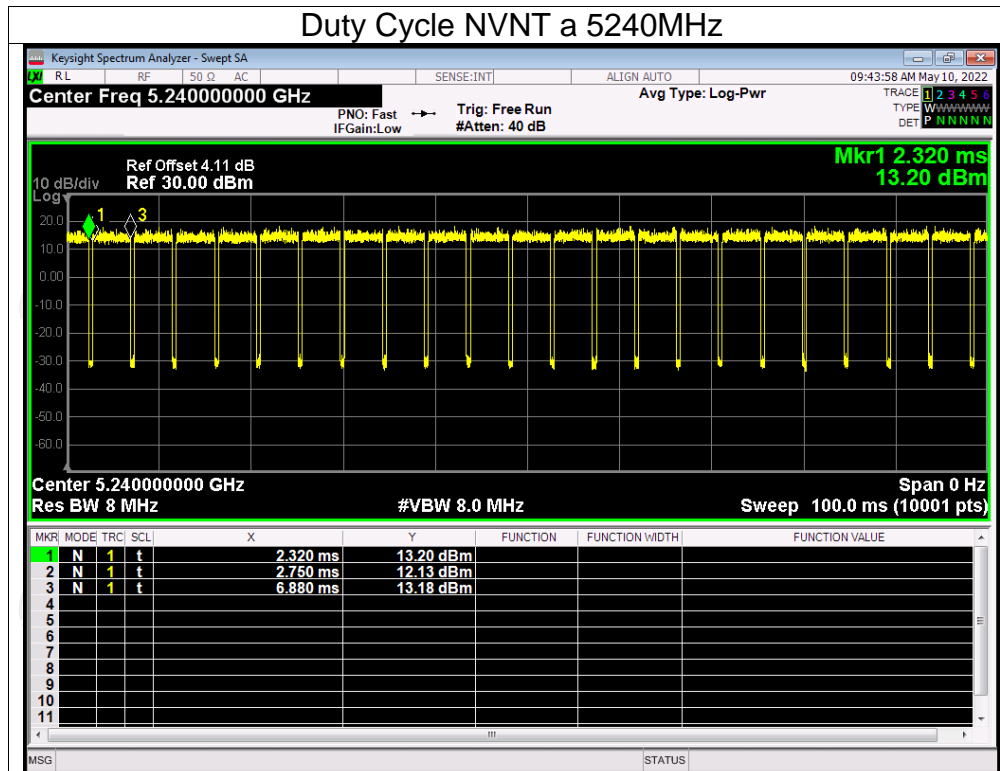 Duty Cycle NVNT a 5240MHz
Keysight Spectrum Analyzer - Swept SA
LXI RL RF 50 Ω AC SENSE:INT ALIGN AUTO 09:43:58 AM May 10, 2022
Center Freq 5.240000000 GHz Avg Type: Log-Pwr TRACE 1 2 3 4 5 6
PNO: Fast Trig: Free Run TYPE WWWWWW
IFGain:Low #Atten: 40 dB DET P N N N N N
Mkr1 2.320 ms
Ref Offset 4.11 dB
10 dB/div Ref 30.00 dBm 13.20 dBm
Log
1 3
20.0
10.0
0.00
-10.0
-20.0
-30.0
-40.0
-50.0
-60.0
Center 5.240000000 GHz Span 0 Hz
Res BW 8 MHz #VBW 8.0 MHz Sweep 100.0 ms (10001 pts)
MKR MODE TRC SCL X Y FUNCTION FUNCTION WIDTH FUNCTION VALUE
1 N 1 t 2.320 ms 13.20 dBm
2 N 1 t 2.750 ms 12.13 dBm
3 N 1 t 6.880 ms 13.18 dBm
4
5
6
7
8
9
10
11
MSG STATUS